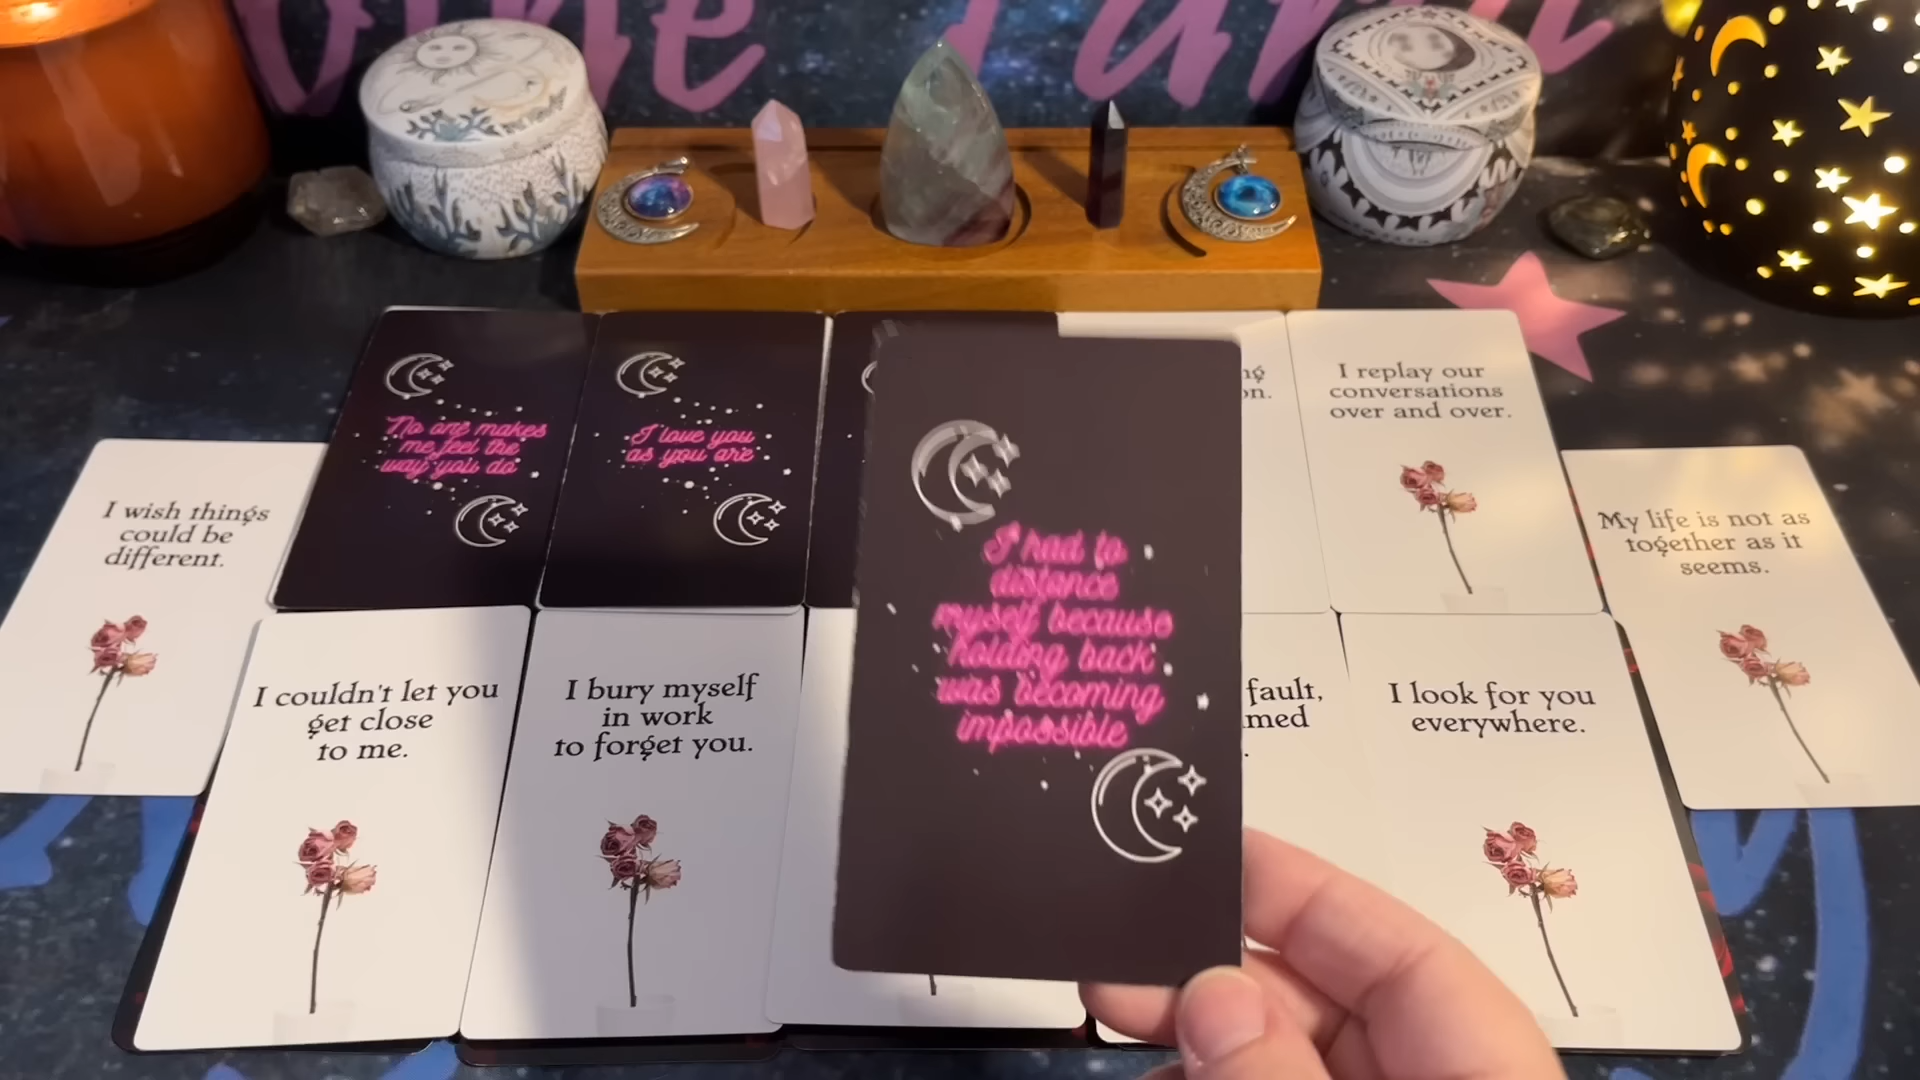 I wish things
could be
different.
No one makes
me feel the
way you do
I love you
as you are
I replay our
conversations
over and over.
My life is not as
together as it
seems.
I had to
distance
myself because
holding back
was becoming
impossible
I couldn't let you
get close
to me.
I bury myself
in work
to forget you.
fault,
I look for you
everywhere.